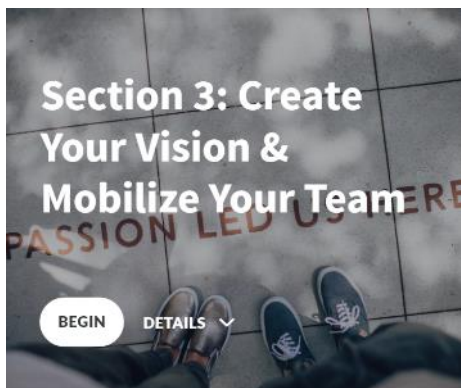 Section 3: Create
Your Vision &
Mobilize Your Team
PASSION LED US HERE
BEGIN DETAILS